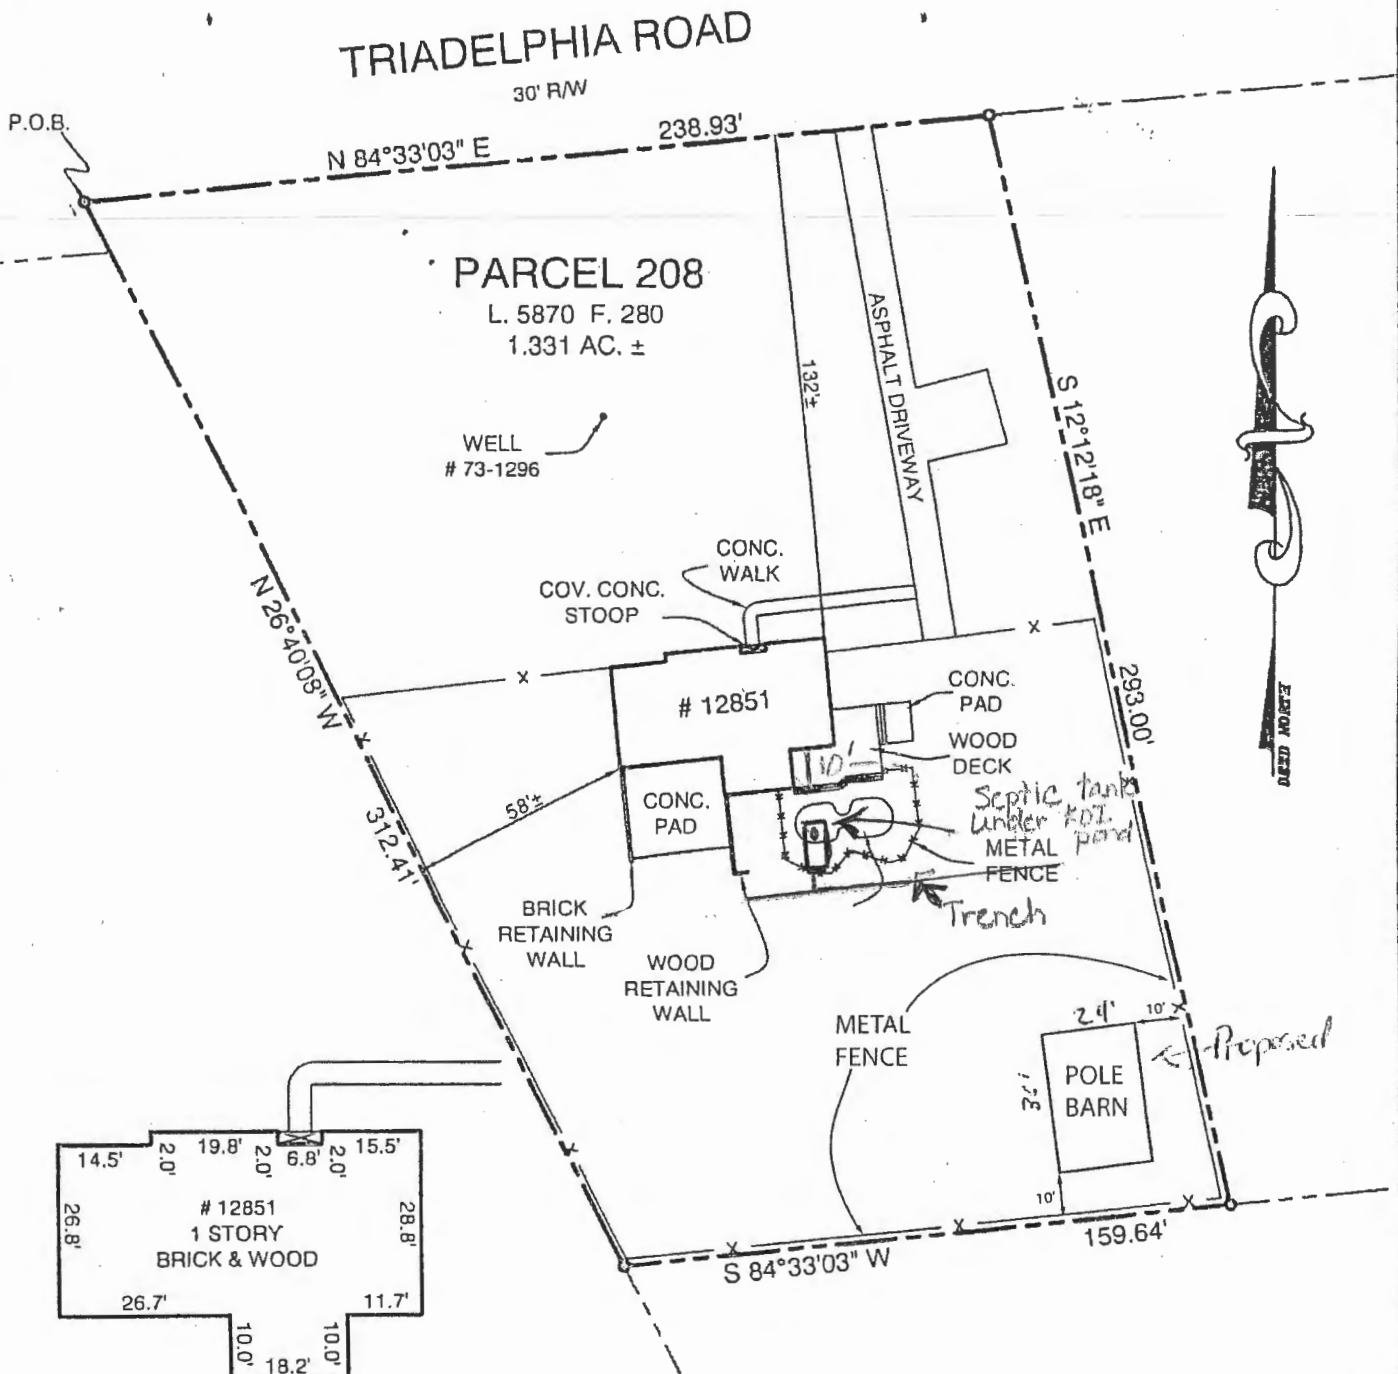 TRIADELPHIA ROAD
30' R/W
P.O.B.
N 84°33'03" E
238.93'
PARCEL 208
L. 5870 F. 280
1.331 AC. ±
WELL
# 73-1296
132'±
ASPHALT DRIVEWAY
S 12°12'18" E
293.00'
DEED NORTH
CONC.
WALK
COV. CONC.
STOOP
N 26°40'08" W
312.41'
# 12851
CONC.
PAD
WOOD
DECK
10'
58'±
CONC.
PAD
Septic tank
under KOI
pond
METAL
FENCE
Trench
BRICK
RETAINING
WALL
WOOD
RETAINING
WALL
METAL
FENCE
24'
10'
Proposed
POLE
BARN
10'
S 84°33'03" W
159.64'
14.5'
2.0'
19.8'
2.0'
6.8'
2.0'
15.5'
26.8'
# 12851
1 STORY
BRICK & WOOD
28.8'
26.7'
11.7'
10.0'
10.0'
18.2'